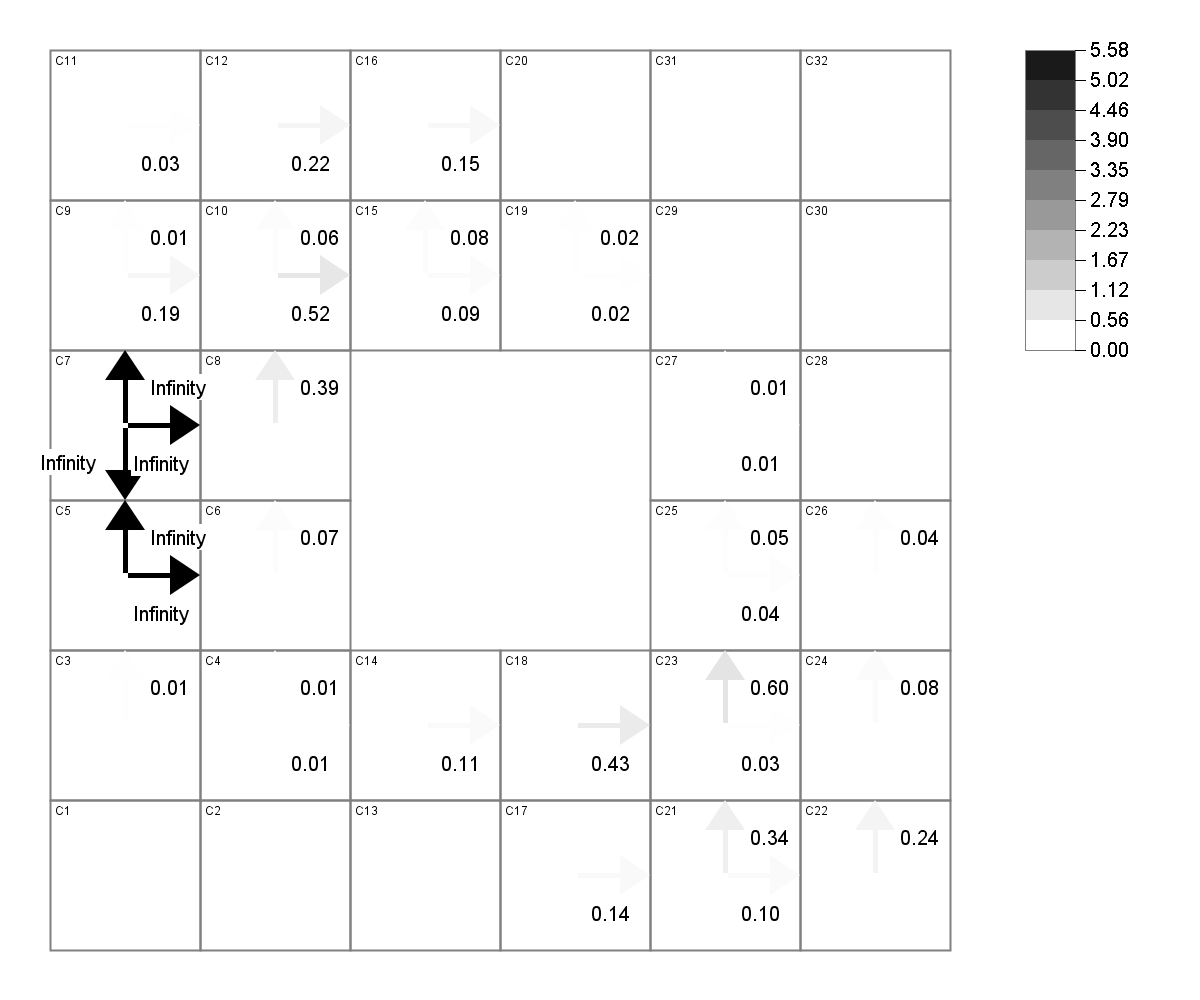 C11 C12 C16 C20 C31 C32
0.03 0.22 0.15
C9 C10 C15 C19 C29 C30
0.01 0.06 0.08 0.02
0.19 0.52 0.09 0.02
C7 C8 C27 C28
Infinity 0.39 0.01
Infinity Infinity 0.01
C5 C6 C25 C26
Infinity 0.07 0.05 0.04
Infinity 0.04
C3 C4 C14 C18 C23 C24
0.01 0.01 0.60 0.08
0.01 0.11 0.43 0.03
C1 C2 C13 C17 C21 C22
0.34 0.24
0.14 0.10
5.58
5.02
4.46
3.90
3.35
2.79
2.23
1.67
1.12
0.56
0.00